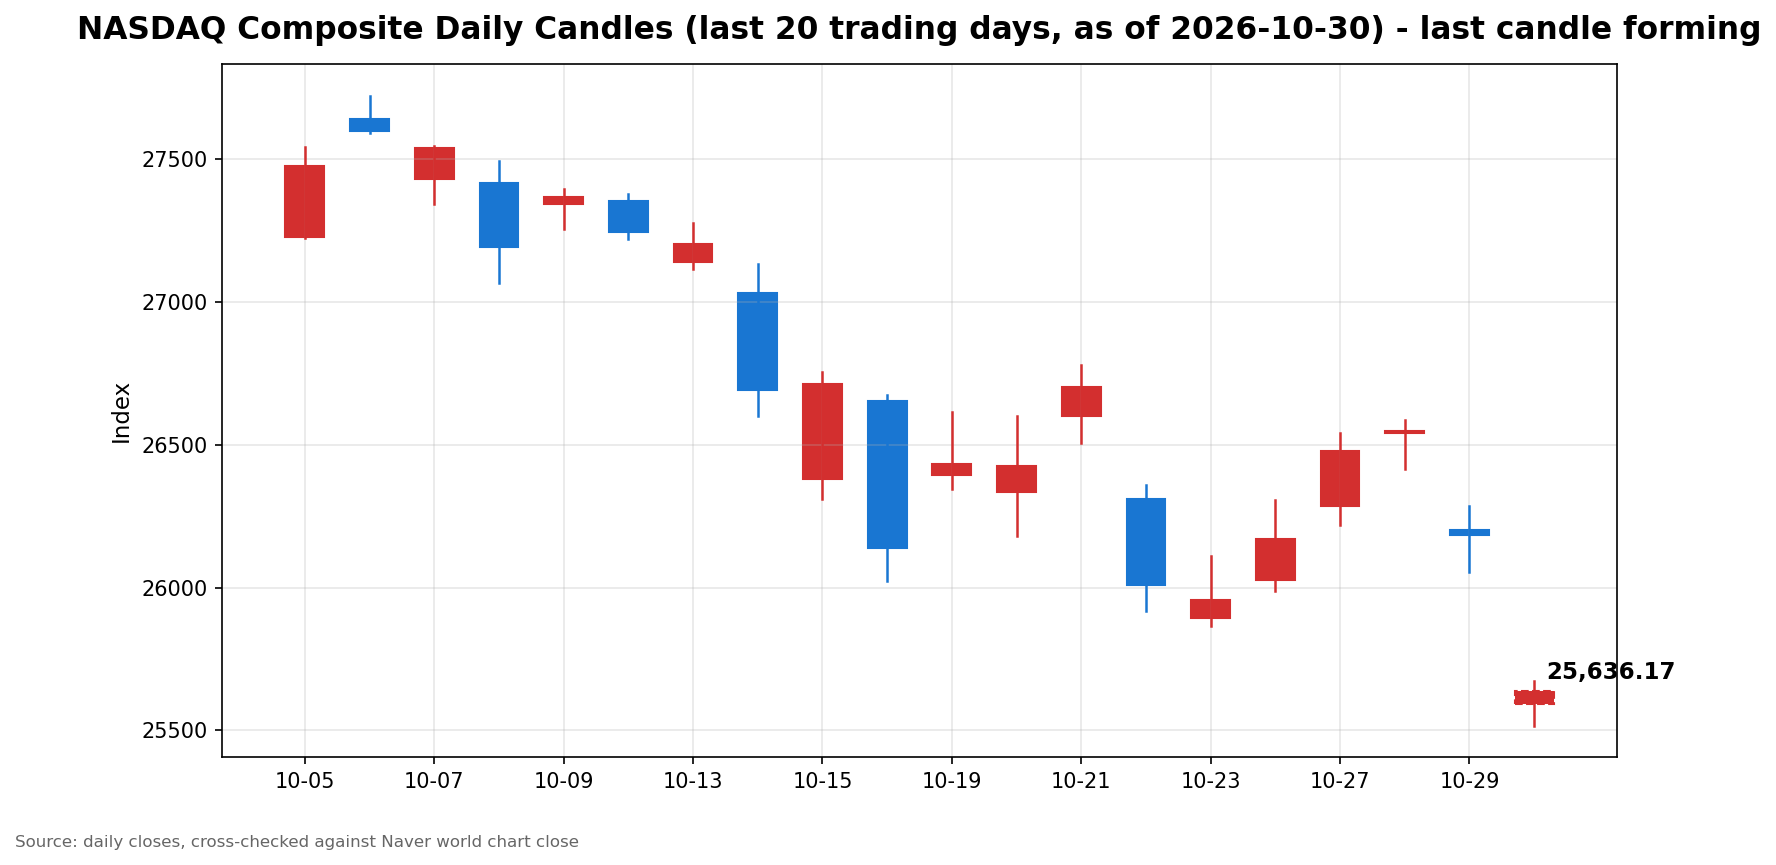 NASDAQ Composite Daily Candles (last 20 trading days, as of 2026-10-30) - last candle forming
27500
27000
26500
26000
25500
Index
25,636.17
10-05 10-07 10-09 10-13 10-15 10-19 10-21 10-23 10-27 10-29
Source: daily closes, cross-checked against Naver world chart close